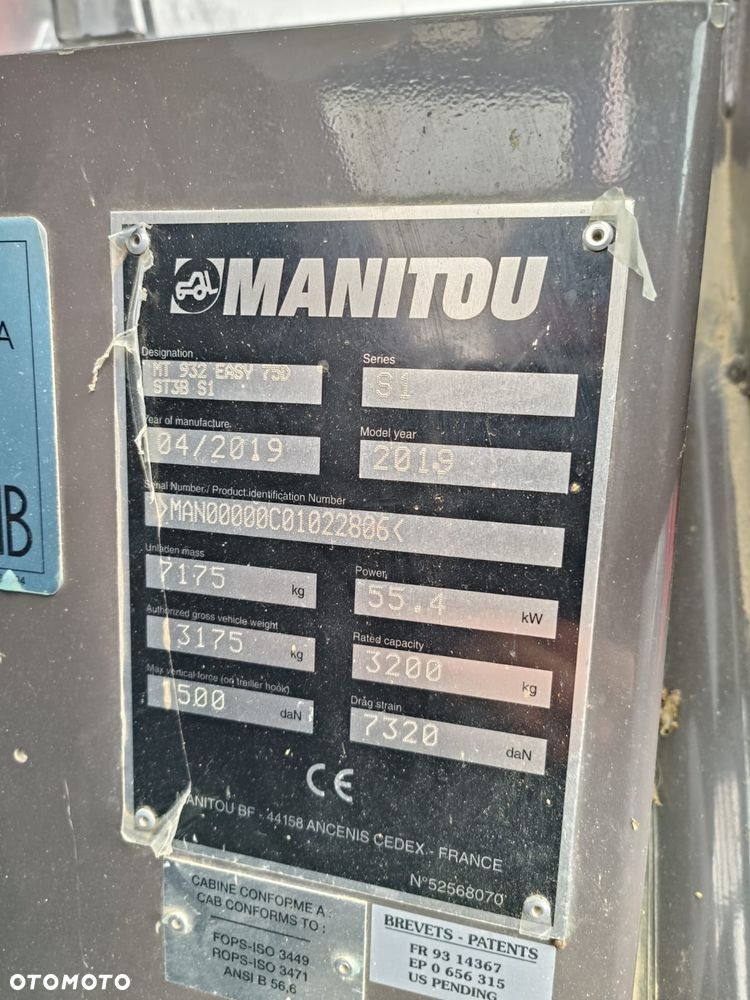 A
MANITOU
Designation
MT 932 EASY 75D
ST3B S1
Series
S1
Year of manufacture
04/2019
Model year
2019
Serial Number / Product identification Number
>MAN00000C01022806<
Unladen mass
7175 kg
Power
55.4 kW
Authorized gross vehicle weight
13175 kg
Rated capacity
3200 kg
Max vertical force (on trailler hook)
1500 daN
Drag strain
7320 daN
CE
MANITOU BF - 44158 ANCENIS CEDEX - FRANCE
N°52568070
CABINE CONFORME A :
CAB CONFORMS TO :
FOPS-ISO 3449
ROPS-ISO 3471
ANSI B 56,6
BREVETS - PATENTS
FR 93 14367
EP 0 656 315
US PENDING
OTOMOTO